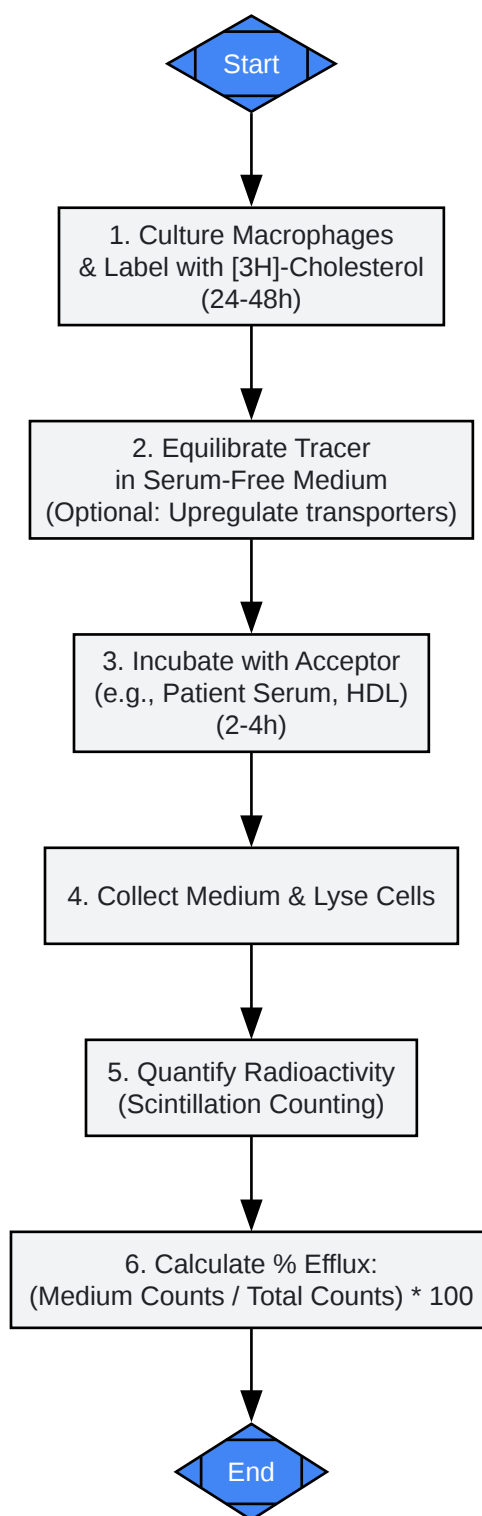 Start
1. Culture Macrophages
& Label with [3H]-Cholesterol
(24-48h)
2. Equilibrate Tracer
in Serum-Free Medium
(Optional: Upregulate transporters)
3. Incubate with Acceptor
(e.g., Patient Serum, HDL)
(2-4h)
4. Collect Medium & Lyse Cells
5. Quantify Radioactivity
(Scintillation Counting)
6. Calculate % Efflux:
(Medium Counts / Total Counts) * 100
End